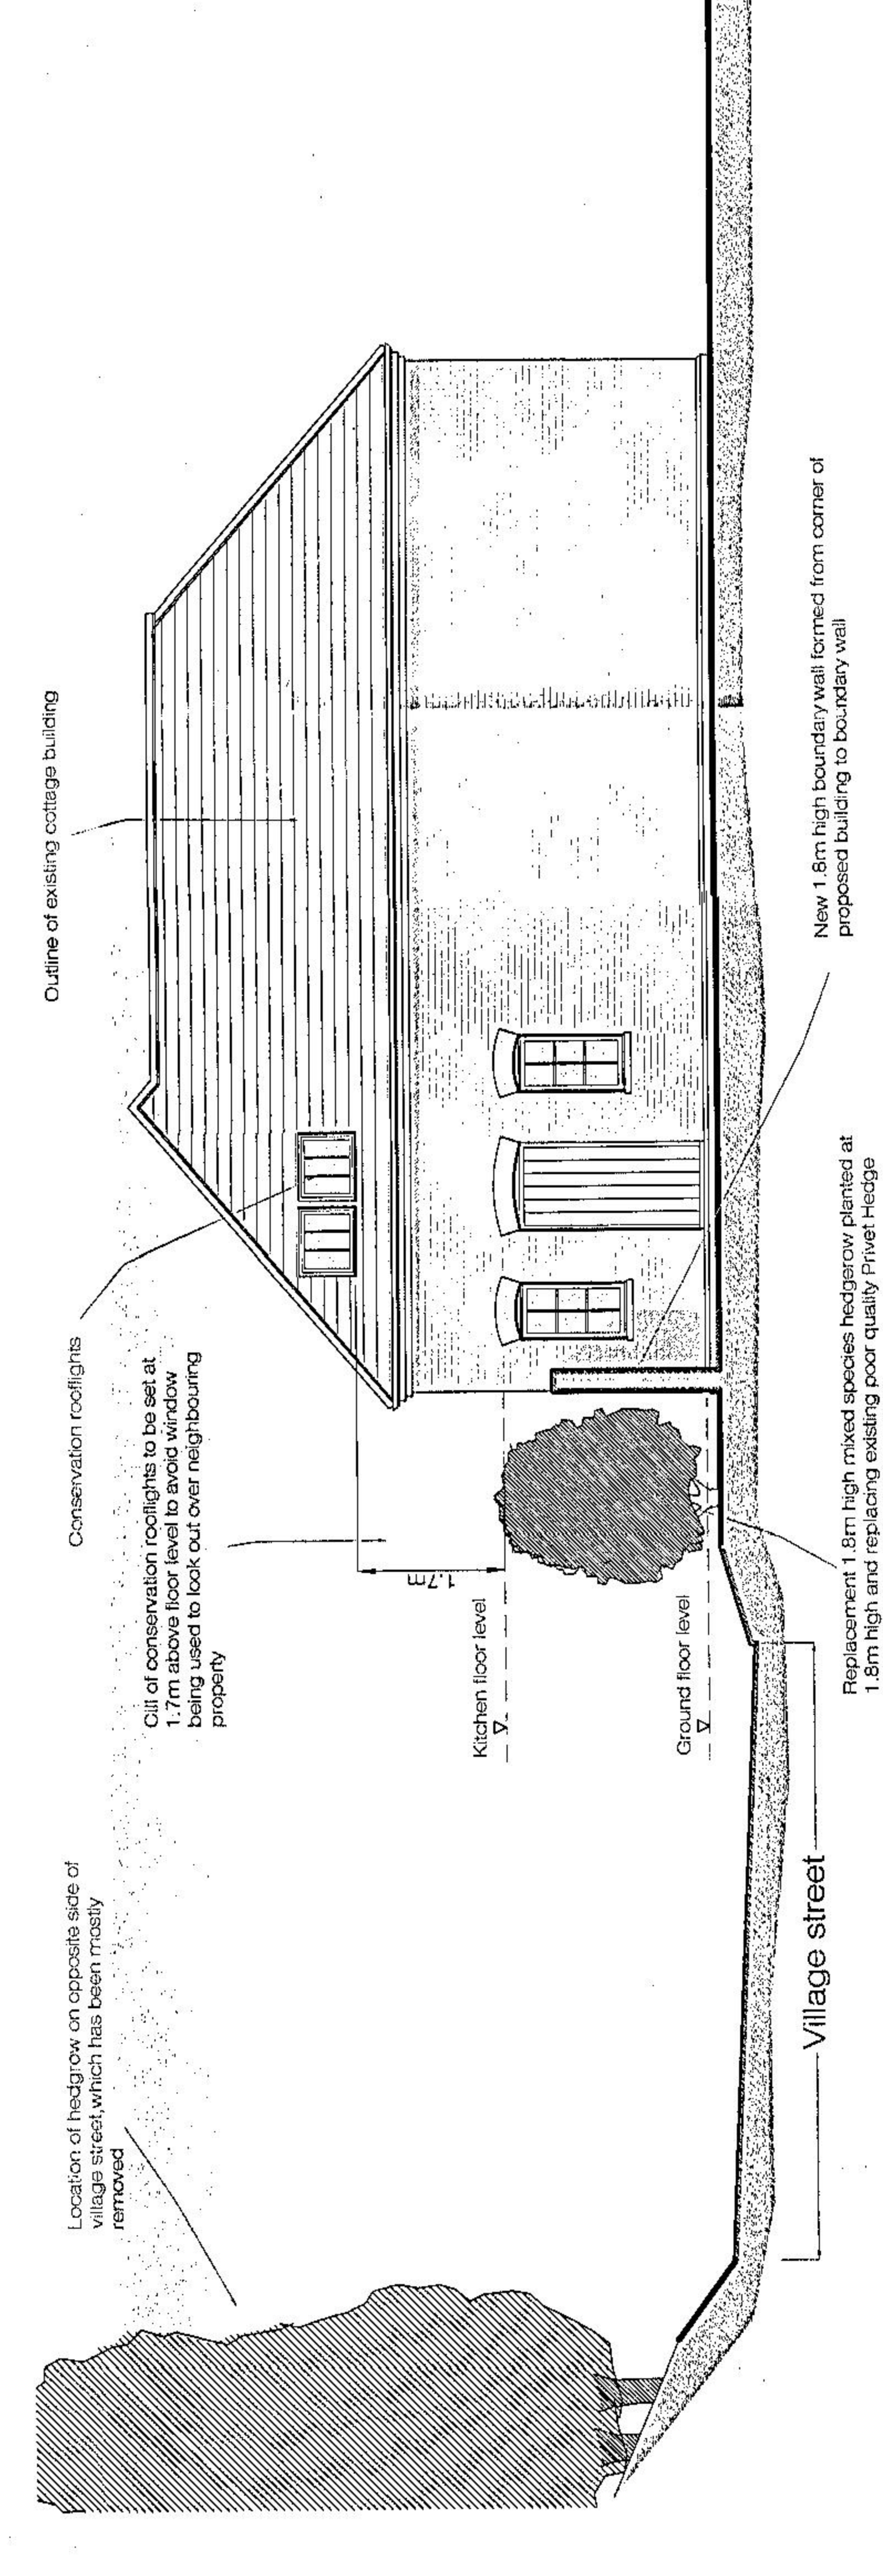 Location of hedgrow on opposite side of
village street,which has been mostly
removed
Cill of conservation rooflights to be set at
1.7m above floor level to avoid window
being used to look out over neighbouring
property
Conservation rooflights
Outline of existing cottage building
1.7m
Kitchen floor level
Ground floor level
Village street
Replacement 1.8m high mixed species hedgerow planted at
1.8m high and replacing existing poor quality Privet Hedge
New 1.8m high boundary wall formed from corner of
proposed building to boundary wall